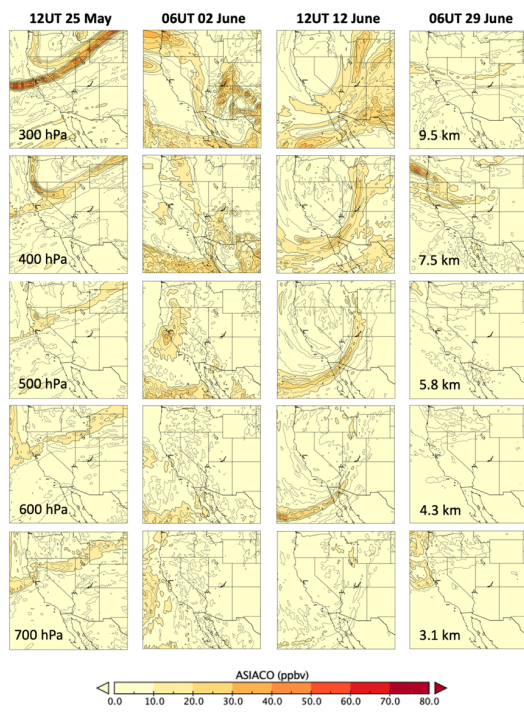 12UT 25 May 06UT 02 June 12UT 12 June 06UT 29 June
300 hPa 9.5 km
400 hPa 7.5 km
500 hPa 5.8 km
600 hPa 4.3 km
700 hPa 3.1 km
ASIACO (ppbv)
0.0 10.0 20.0 30.0 40.0 50.0 60.0 70.0 80.0